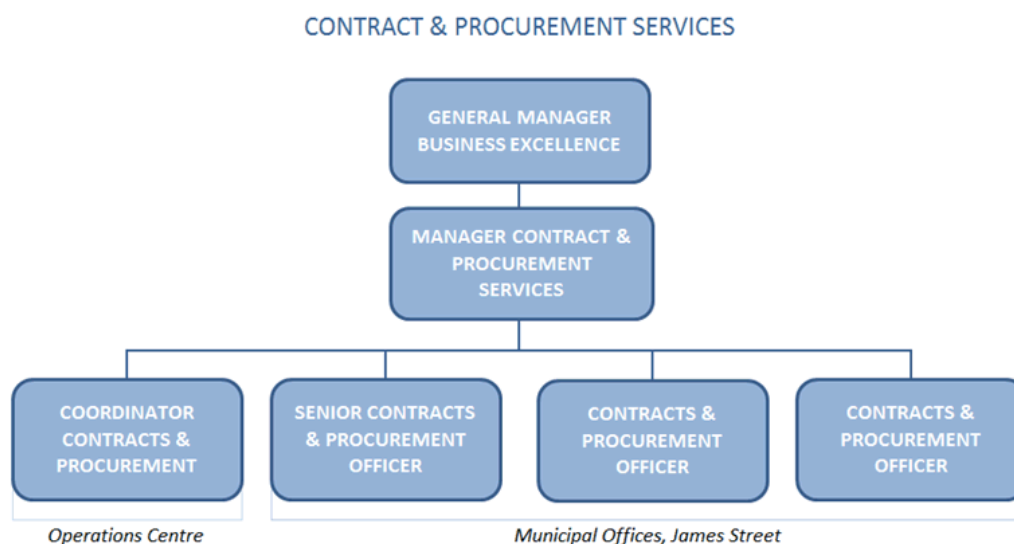 CONTRACT & PROCUREMENT SERVICES
GENERAL MANAGER
BUSINESS EXCELLENCE
MANAGER CONTRACT &
PROCUREMENT
SERVICES
COORDINATOR
CONTRACTS &
PROCUREMENT
SENIOR CONTRACTS
& PROCUREMENT
OFFICER
CONTRACTS &
PROCUREMENT
OFFICER
CONTRACTS &
PROCUREMENT
OFFICER
Operations Centre
Municipal Offices, James Street